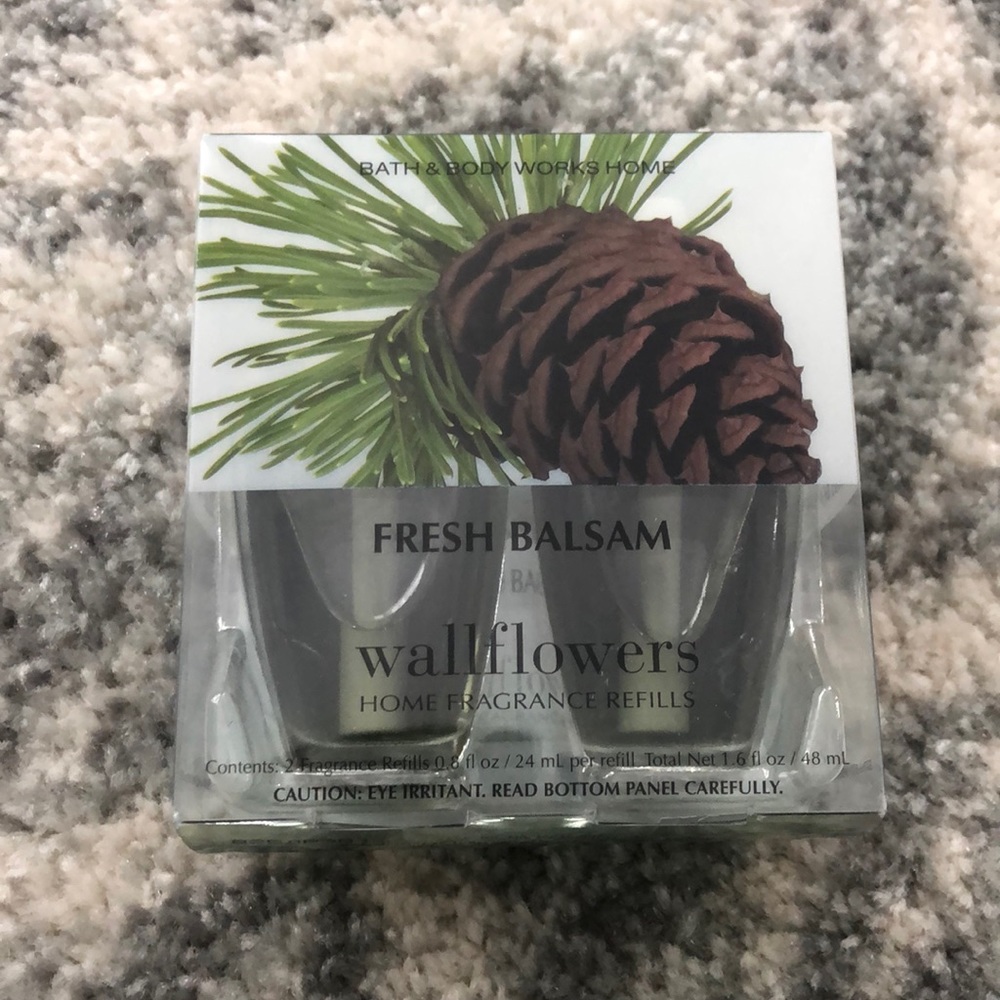 BATH & BODY WORKS HOME
FRESH BALSAM
BA
wallflowers
HOME FRAGRANCE REFILLS
Contents: 2 Fragrance Refills 0.8 fl oz / 24 mL per refill Total Net 1.6 fl oz / 48 mL
CAUTION: EYE IRRITANT. READ BOTTOM PANEL CAREFULLY.